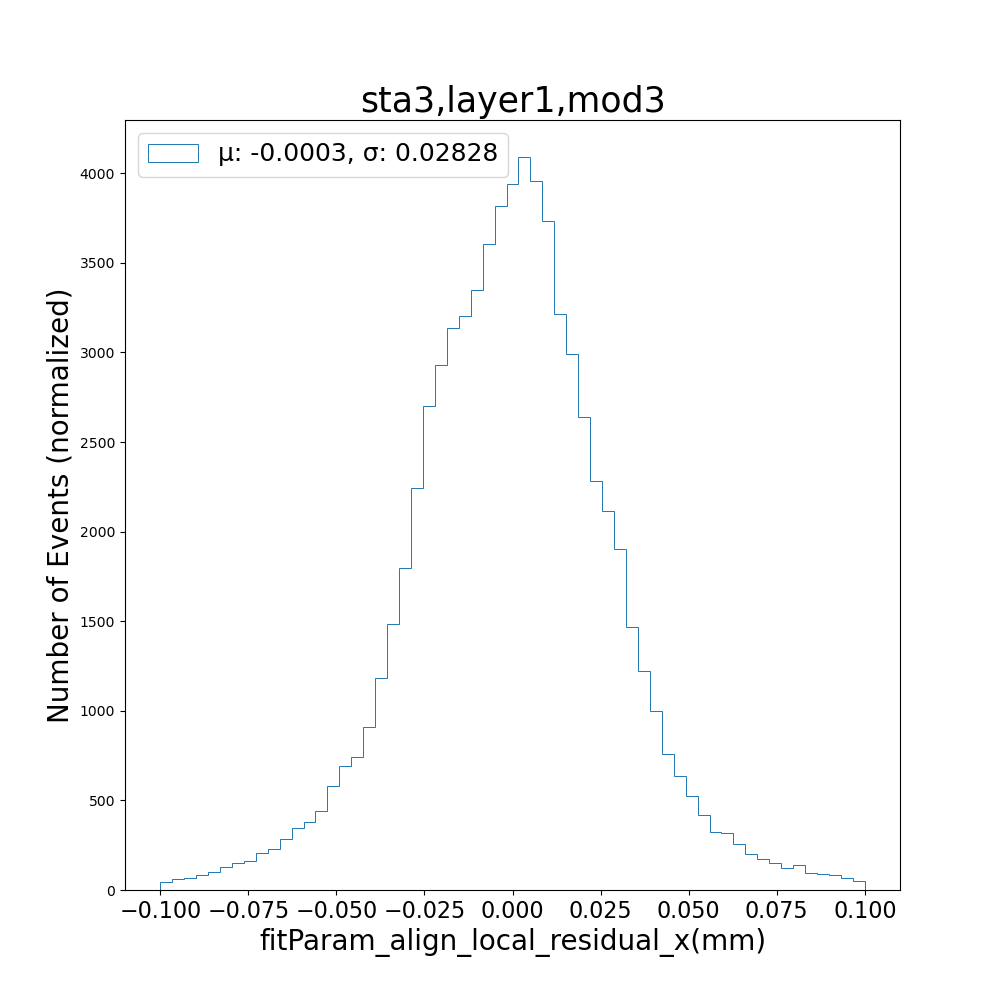 sta3,layer1,mod3
μ: -0.0003, σ: 0.02828
Number of Events (normalized)
4000
3500
3000
2500
2000
1500
1000
500
0
−0.100 −0.075 −0.050 −0.025 0.000 0.025 0.050 0.075 0.100
fitParam_align_local_residual_x(mm)